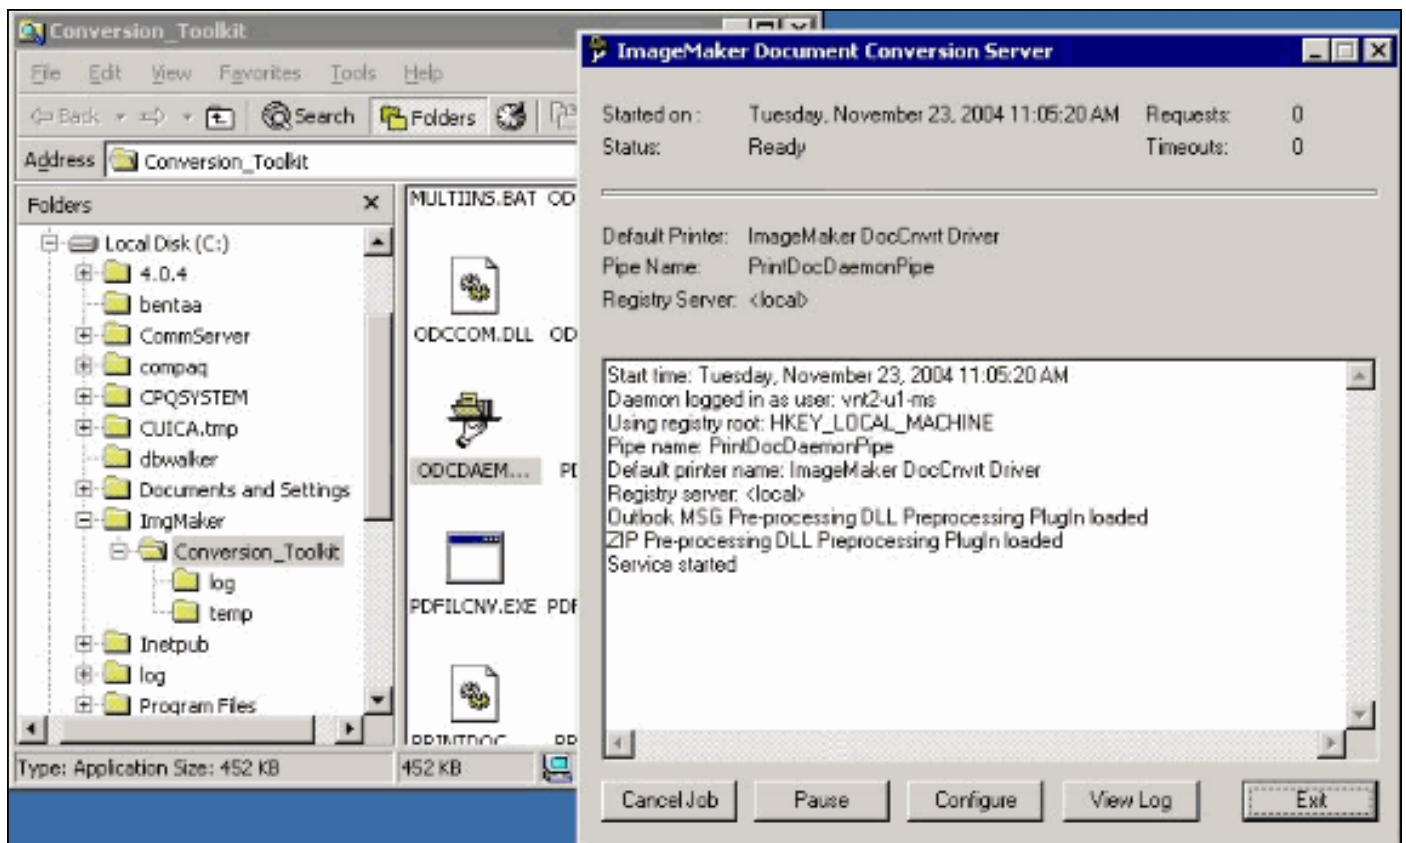 Conversion_Toolkit
File Edit View Favorites Tools Help
Back Search Folders
Address Conversion_Toolkit
Folders
Local Disk (C:)
4.0.4
bentaa
CommServer
compaq
CPQSYSTEM
CUICA.tmp
dbwalker
Documents and Settings
ImgMaker
Conversion_Toolkit
log
temp
Inetpub
log
Program Files
MULTIINS.BAT OD
ODCCOM.DLL OD
ODCDAEM...
PDFILCNV.EXE PDF
PRINTDOC
Type: Application Size: 452 KB
452 KB
ImageMaker Document Conversion Server
Started on : Tuesday, November 23, 2004 11:05:20 AM Requests: 0
Status: Ready Timeouts: 0
Default Printer: ImageMaker DocCnvrt Driver
Pipe Name: PrintDocDaemonPipe
Registry Server: <local>
Start time: Tuesday, November 23, 2004 11:05:20 AM
Daemon logged in as user: vnt2-u1-ms
Using registry root: HKEY_LOCAL_MACHINE
Pipe name: PrintDocDaemonPipe
Default printer name: ImageMaker DocCnvrt Driver
Registry server: <local>
Outlook MSG Pre-processing DLL Preprocessing PlugIn loaded
ZIP Pre-processing DLL Preprocessing PlugIn loaded
Service started
Cancel Job Pause Configure View Log Exit